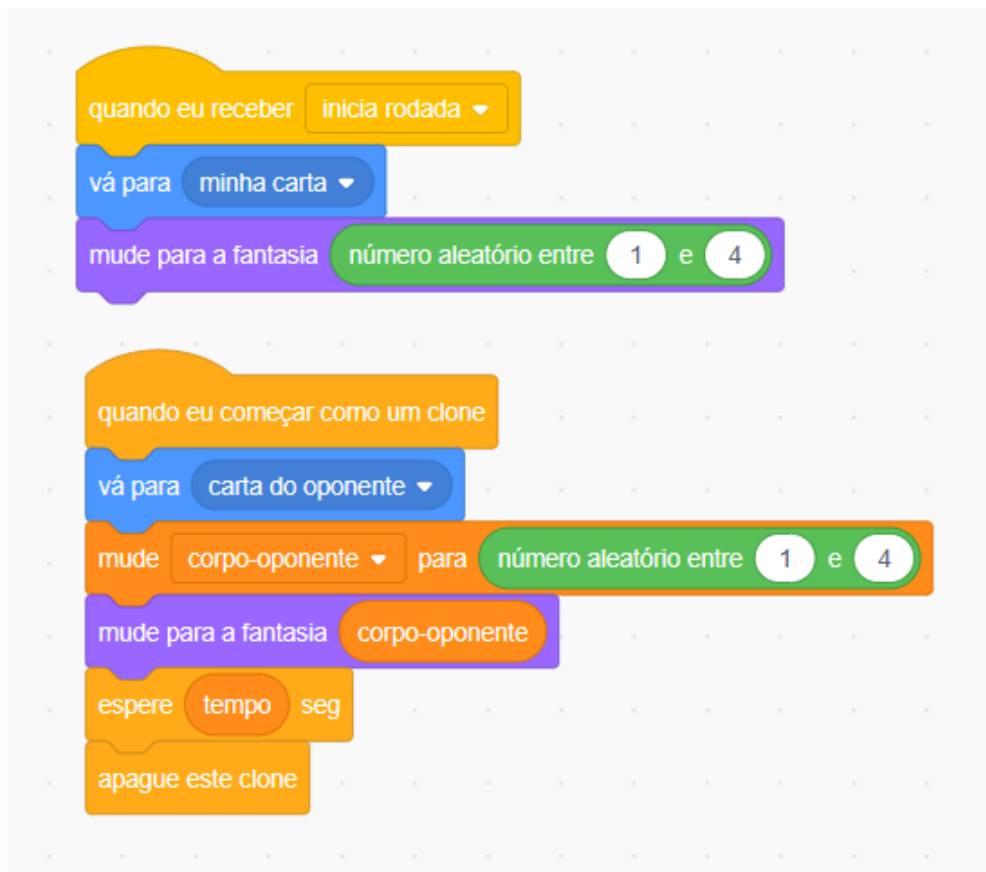 quando eu receber inicia rodada
vá para minha carta
mude para a fantasia número aleatório entre 1 e 4
quando eu começar como um clone
vá para carta do oponente
mude corpo-oponente para número aleatório entre 1 e 4
mude para a fantasia corpo-oponente
espere tempo seg
apague este clone